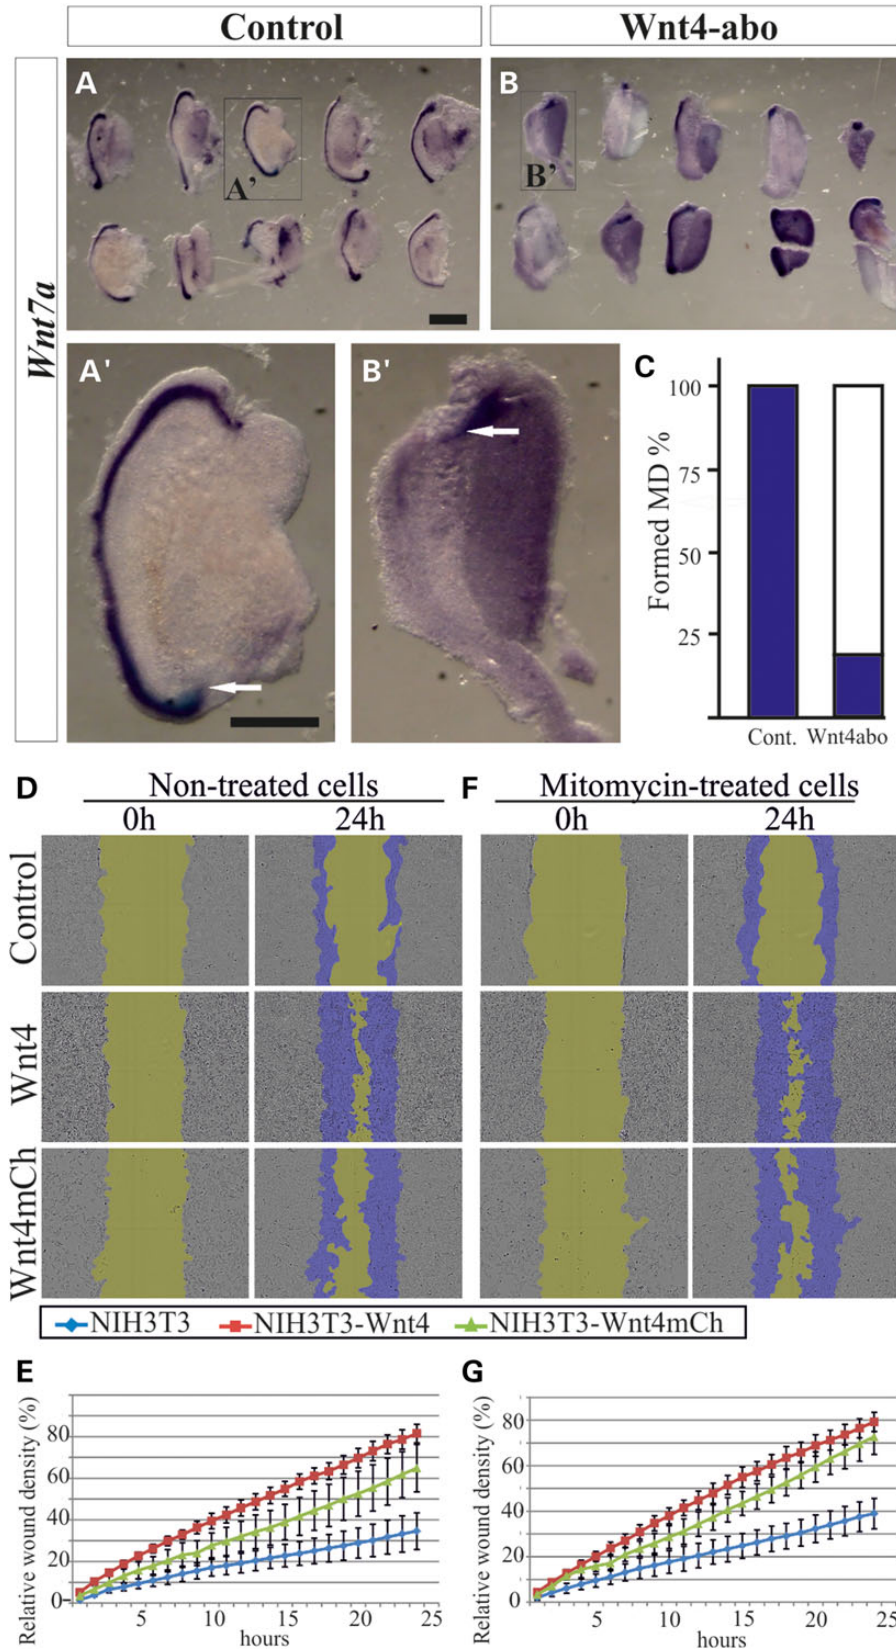 Control
Wnt4-abo
Wnt7a
A
B
A'
B'
A'
B'
C
Formed MD %
100
75
50
25
Cont. Wnt4abo
D Non-treated cells F Mitomycin-treated cells
0h 24h 0h 24h
Control
Wnt4
Wnt4mCh
NIH3T3 NIH3T3-Wnt4 NIH3T3-Wnt4mCh
E
Relative wound density (%)
80
60
40
20
0
5 10 15 20 25
hours
G
Relative wound density (%)
80
60
40
20
0
5 10 15 20 25
hours